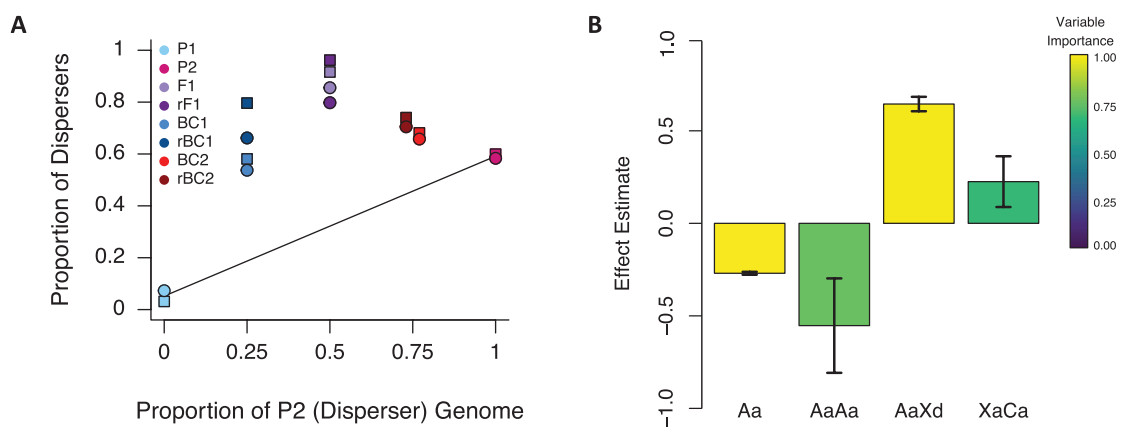 A
Proportion of Dispersers
1
0.8
0.6
0.4
0.2
0
P1
P2
F1
rF1
BC1
rBC1
BC2
rBC2
0 0.25 0.5 0.75 1
Proportion of P2 (Disperser) Genome
B
Effect Estimate
1.0
0.5
0.0
−0.5
−1.0
Aa AaAa AaXd XaCa
Variable
Importance
1.00
0.75
0.50
0.25
0.00